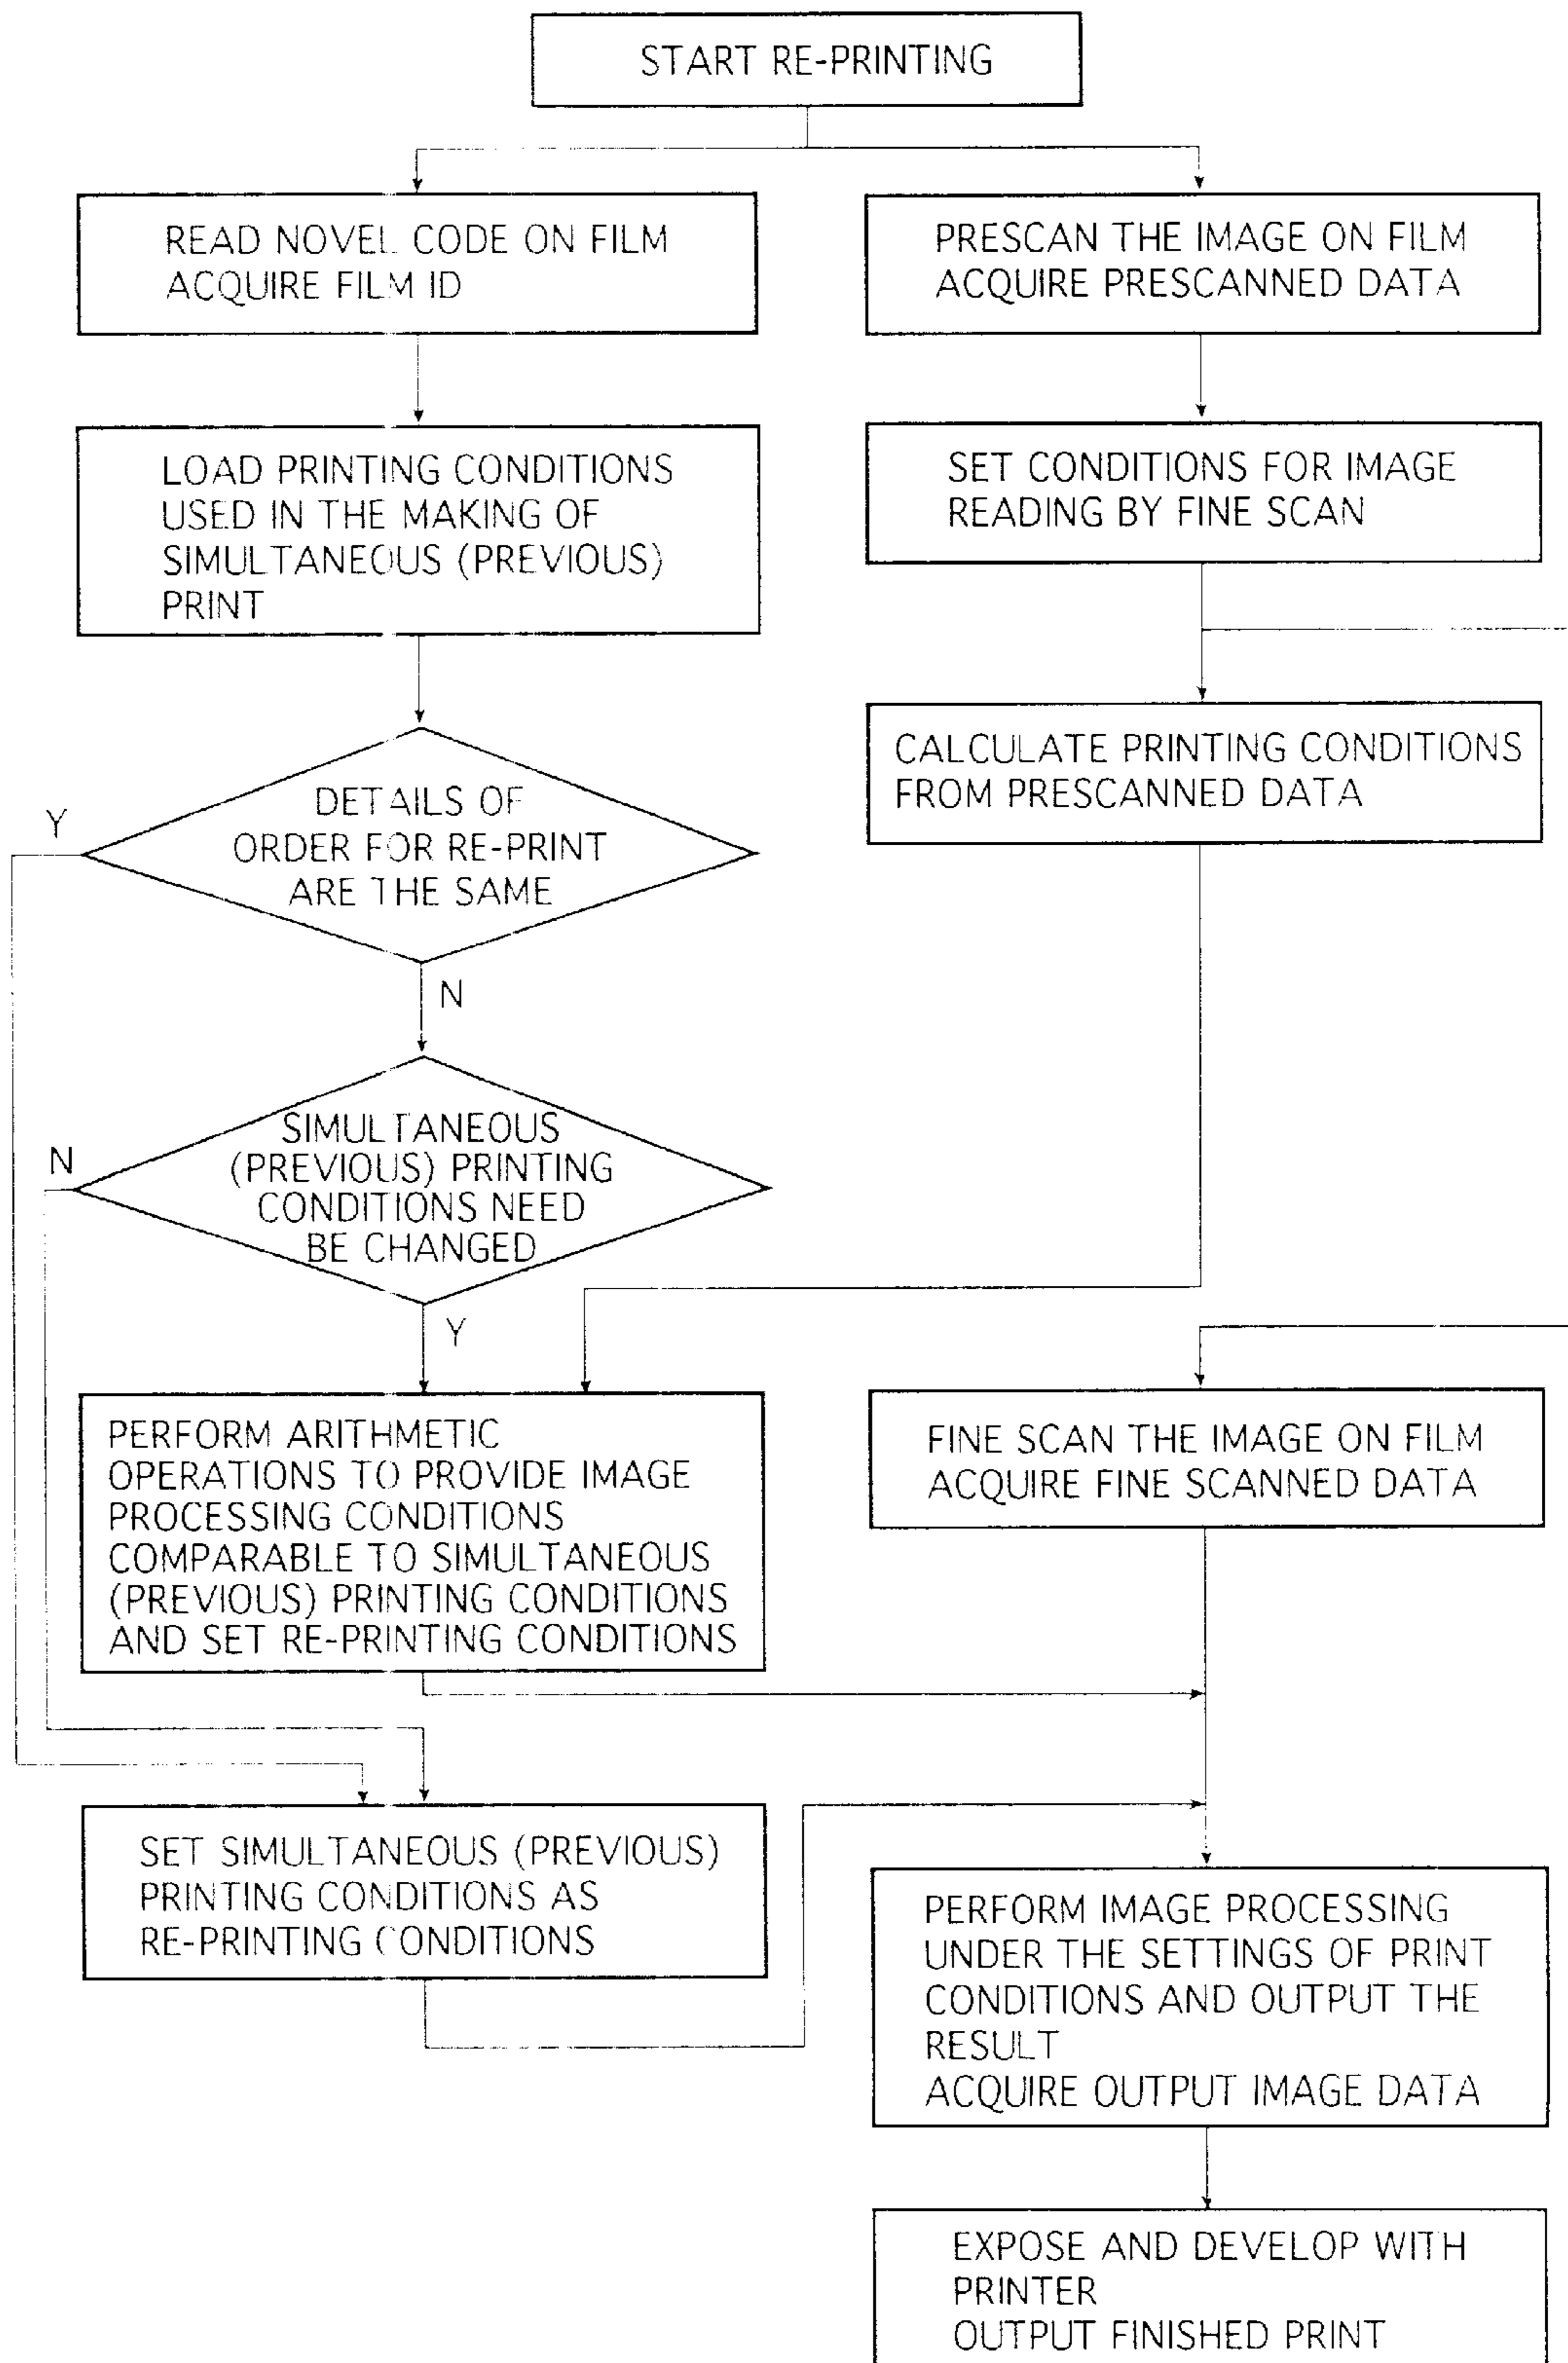 START RE-PRINTING
READ NOVEL CODE ON FILM
ACQUIRE FILM ID
PRESCAN THE IMAGE ON FILM
ACQUIRE PRESCANNED DATA
LOAD PRINTING CONDITIONS
USED IN THE MAKING OF
SIMULTANEOUS (PREVIOUS)
PRINT
SET CONDITIONS FOR IMAGE
READING BY FINE SCAN
CALCULATE PRINTING CONDITIONS
FROM PRESCANNED DATA
Y
DETAILS OF
ORDER FOR RE-PRINT
ARE THE SAME
N
N
SIMULTANEOUS
(PREVIOUS) PRINTING
CONDITIONS NEED
BE CHANGED
Y
PERFORM ARITHMETIC
OPERATIONS TO PROVIDE IMAGE
PROCESSING CONDITIONS
COMPARABLE TO SIMULTANEOUS
(PREVIOUS) PRINTING CONDITIONS
AND SET RE-PRINTING CONDITIONS
FINE SCAN THE IMAGE ON FILM
ACQUIRE FINE SCANNED DATA
SET SIMULTANEOUS (PREVIOUS)
PRINTING CONDITIONS AS
RE-PRINTING CONDITIONS
PERFORM IMAGE PROCESSING
UNDER THE SETTINGS OF PRINT
CONDITIONS AND OUTPUT THE
RESULT
ACQUIRE OUTPUT IMAGE DATA
EXPOSE AND DEVELOP WITH
PRINTER
OUTPUT FINISHED PRINT